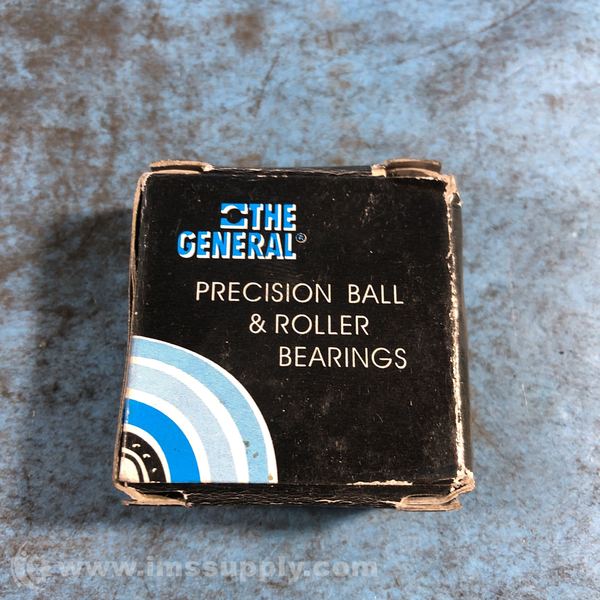 THE
GENERAL®
PRECISION BALL
& ROLLER
BEARINGS
www.imssupply.com